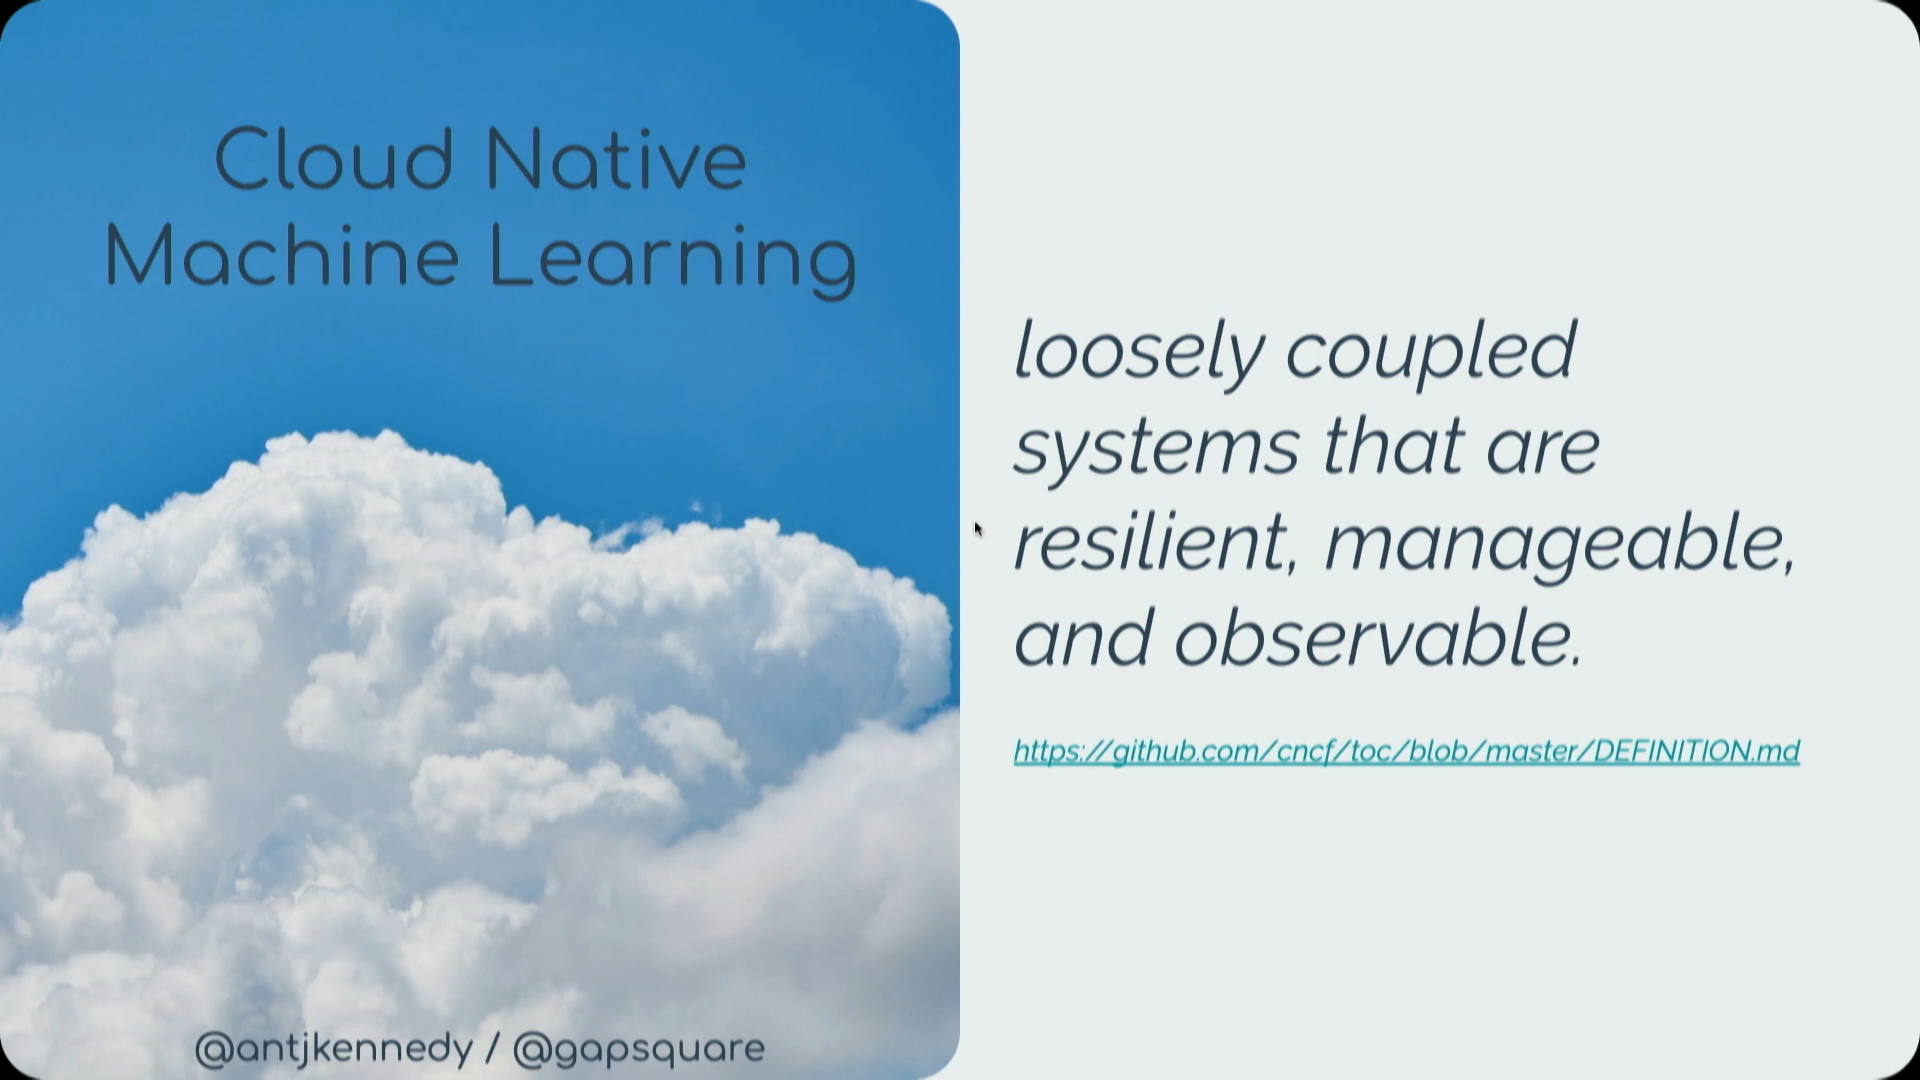 Cloud Native
Machine Learning
@antjkennedy / @gapsquare
loosely coupled
systems that are
resilient, manageable,
and observable.
https://github.com/cncf/toc/blob/master/DEFINITION.md